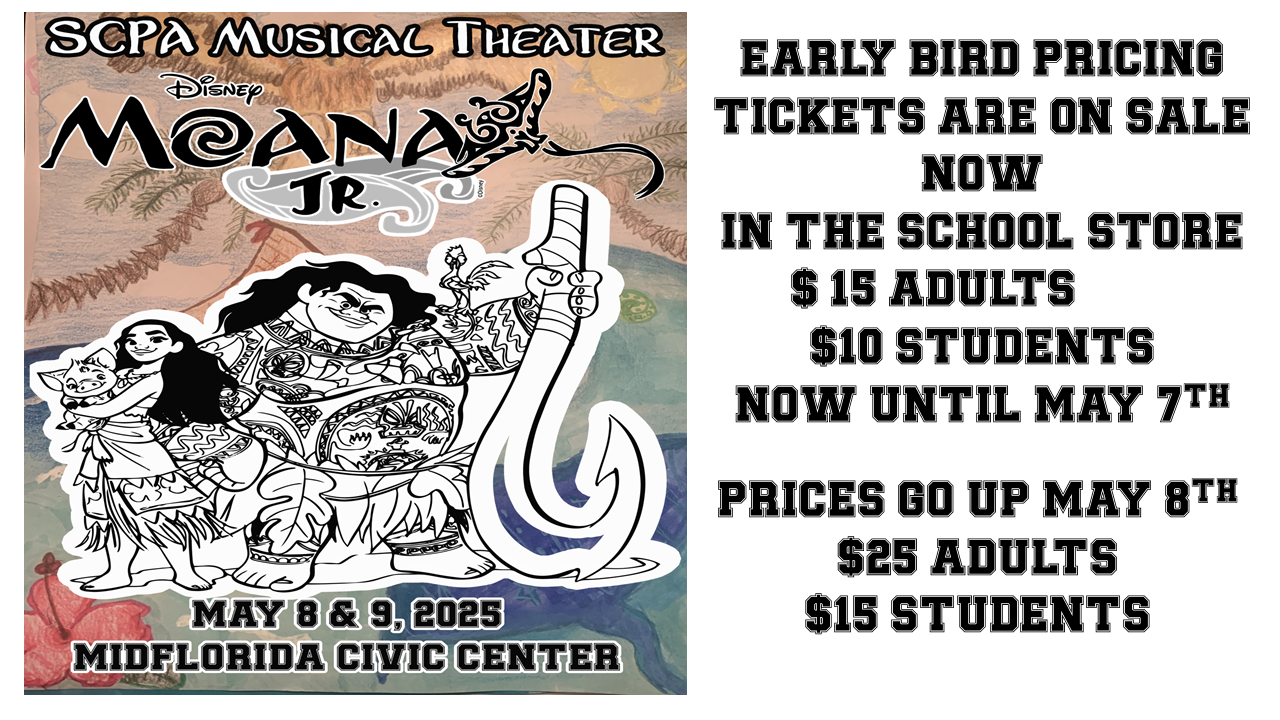 SCPA MUSICAL THEATER
DISNEY
MOANA
JR.
©Disney
MAY 8 & 9, 2025
MIDFLORIDA CIVIC CENTER
EARLY BIRD PRICING
TICKETS ARE ON SALE
NOW
IN THE SCHOOL STORE
$ 15 ADULTS
$10 STUDENTS
NOW UNTIL MAY 7TH
PRICES GO UP MAY 8TH
$25 ADULTS
$15 STUDENTS